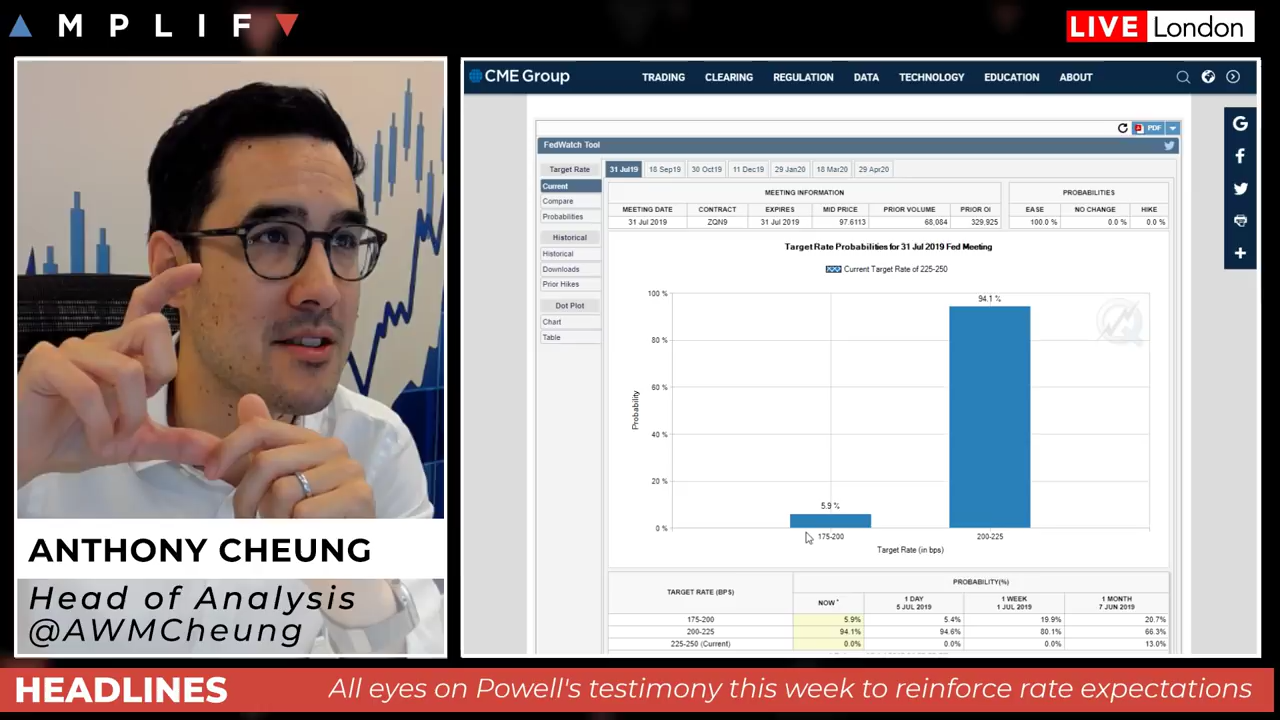 AMPLIFY
LIVE London
CME Group
TRADING CLEARING REGULATION DATA TECHNOLOGY EDUCATION ABOUT
PDF
FedWatch Tool
Target Rate
Current
Compare
Probabilities
Historical
Historical
Downloads
Prior Hikes
Dot Plot
Chart
Table
31 Jul19 18 Sep19 30 Oct19 11 Dec19 29 Jan20 18 Mar20 29 Apr20
MEETING INFORMATION
MEETING DATE CONTRACT EXPIRES MID PRICE PRIOR VOLUME PRIOR OI
31 Jul 2019 ZQN9 31 Jul 2019 97.6113 68,084 329,925
PROBABILITIES
EASE NO CHANGE HIKE
100.0 % 0.0 % 0.0 %
Target Rate Probabilities for 31 Jul 2019 Fed Meeting
Current Target Rate of 225-250
Probability
100 %
80 %
60 %
40 %
20 %
0 %
5.9 %
94.1 %
175-200
200-225
Target Rate (in bps)
TARGET RATE (BPS) PROBABILITY(%)
NOW * 1 DAY 5 JUL 2019 1 WEEK 1 JUL 2019 1 MONTH 7 JUN 2019
175-200 5.9% 5.4% 19.9% 20.7%
200-225 94.1% 94.6% 80.1% 66.3%
225-250 (Current) 0.0% 0.0% 0.0% 13.0%
ANTHONY CHEUNG
Head of Analysis
@AWMCheung
HEADLINES All eyes on Powell's testimony this week to reinforce rate expectations